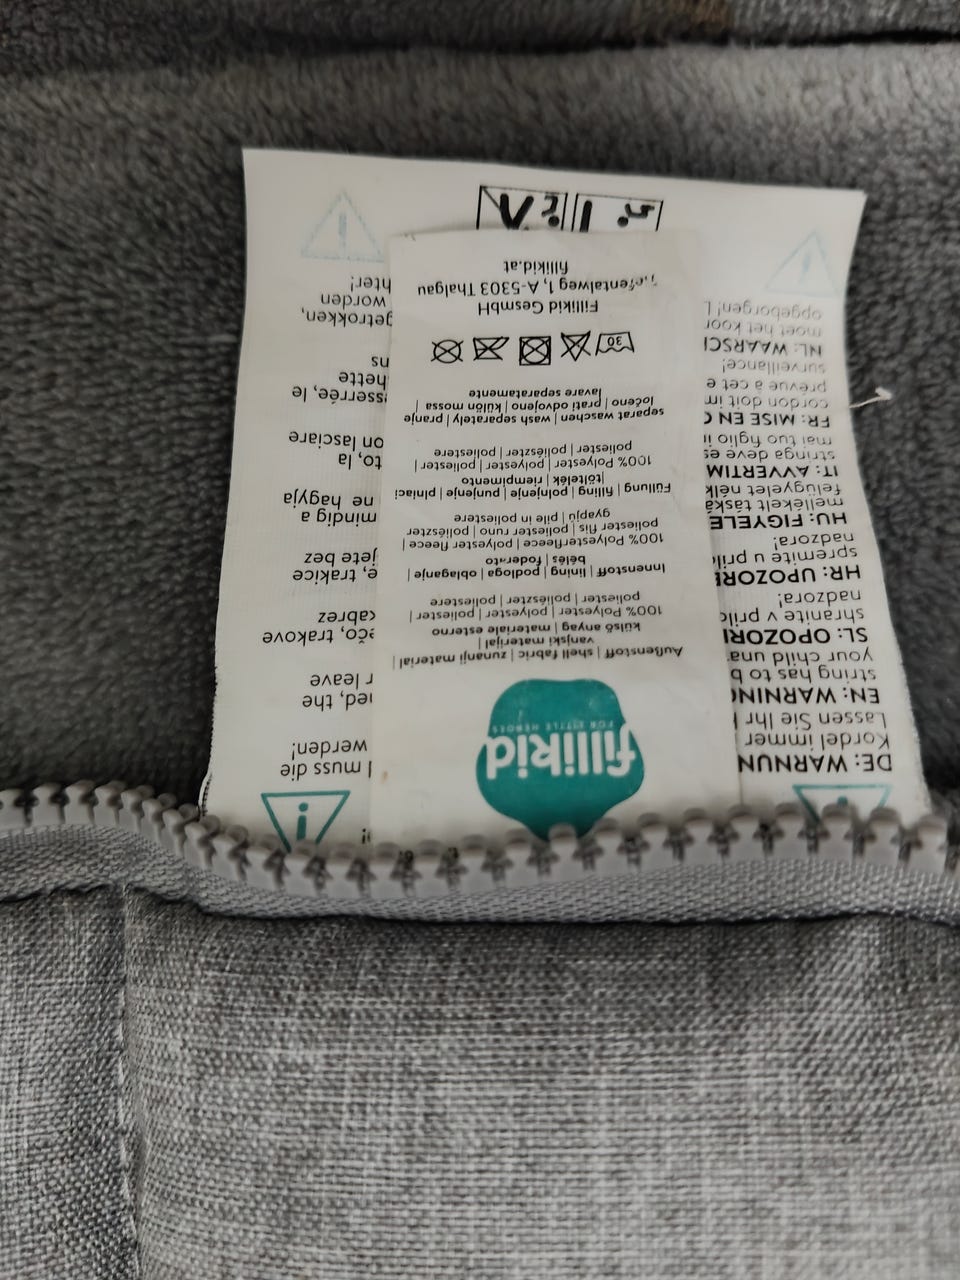 fillikid
FOR LITTLE HEROES
Außenstoff | shell fabric | zunanji material |
vanjski materijal |
külső anyag | materiale esterno
100% Polyester | polyester | poliester |
poliester | poliészter | poliestere
Innenstoff | lining | podloga | oblaganje |
bélés | foderato
100% Polyesterfleece | polyester fleece |
poliester flis | poliester runo | poliészter
gyapjú | pile in poliestere
Füllung | filling | polnjenje | punjenje | plniaci
töltelék | riempimento
100% Polyester | polyester | poliester |
poliester | poliészter | poliestere
separat waschen | wash separately | pranje
ločeno | prati odvojeno | külön mossa |
lavare separatamente
30
Fillikid GesmbH
1, A-5303 Thalgau
fillikid.at
DE: WARNUN
Kordel immer
Lassen Sie Ihr
EN: WARNING
string has to b
your child unat
SL: OPOZORI
shranite v prilo
nadzora!
HR: UPOZORE
spremite u prilo
nadzora!
HU: FIGYELE
mellékelt táská
felügyelet nélk
IT: AVVERTIM
stringa deve es
mai tuo figlio i
FR: MISE EN G
cordon doit im
prévue à cet e
surveillance!
NL: WAARSCH
moet het koor
opgeborgen! L
muss die
werden!
ned, the
r leave
ečo, trakove
kabrez
e, trakice,
jete bez
mindig a
ne hagyja
to, la
on lasciare
sserrée, le
hette
ns
getrokken,
worden
hter!